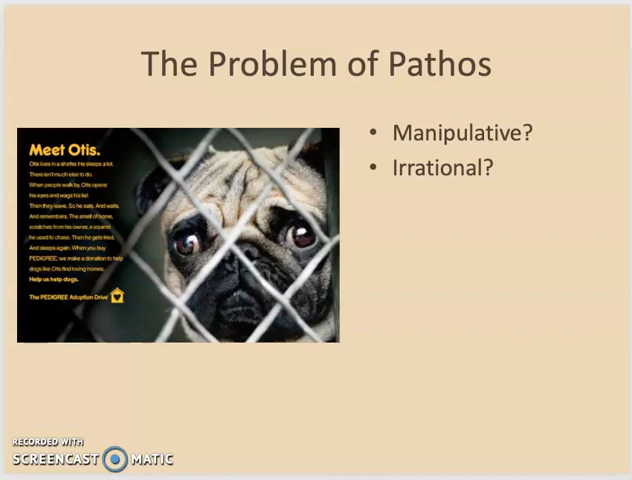 The Problem of Pathos
Meet Otis.
Otis lives in a shelter. He sleeps a lot.
There isn't much else to do.
When people walk by, Otis opens
his eyes and wags his tail.
Then they leave. So he eats. And waits.
And remembers. The smell of home,
scratches from his owner, a squirrel
he used to chase. Then he gets tired.
And sleeps again. When you buy
PEDIGREE, we make a donation to help
dogs like Otis find loving homes.
Help us help dogs.
The PEDIGREE Adoption Drive
• Manipulative?
• Irrational?
RECORDED WITH
SCREENCAST MATIC